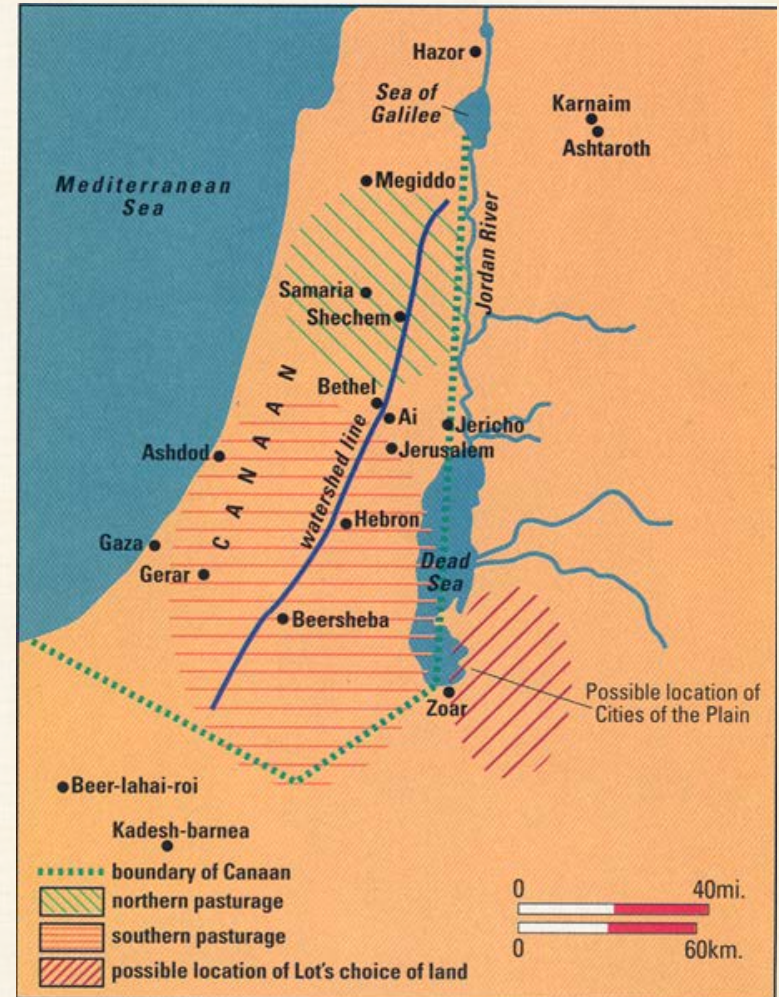 Hazor
Sea of
Galilee
Karnaim
Ashtaroth
Mediterranean
Sea
Megiddo
Jordan River
Samaria
Shechem
Bethel
Ai
Jericho
CANAAN
watershed line
Ashdod
Jerusalem
Hebron
Gaza
Gerar
Dead
Sea
Beersheba
Possible location of
Cities of the Plain
Zoar
Beer-lahai-roi
Kadesh-barnea
boundary of Canaan
northern pasturage
southern pasturage
possible location of Lot's choice of land
0 40mi.
0 60km.